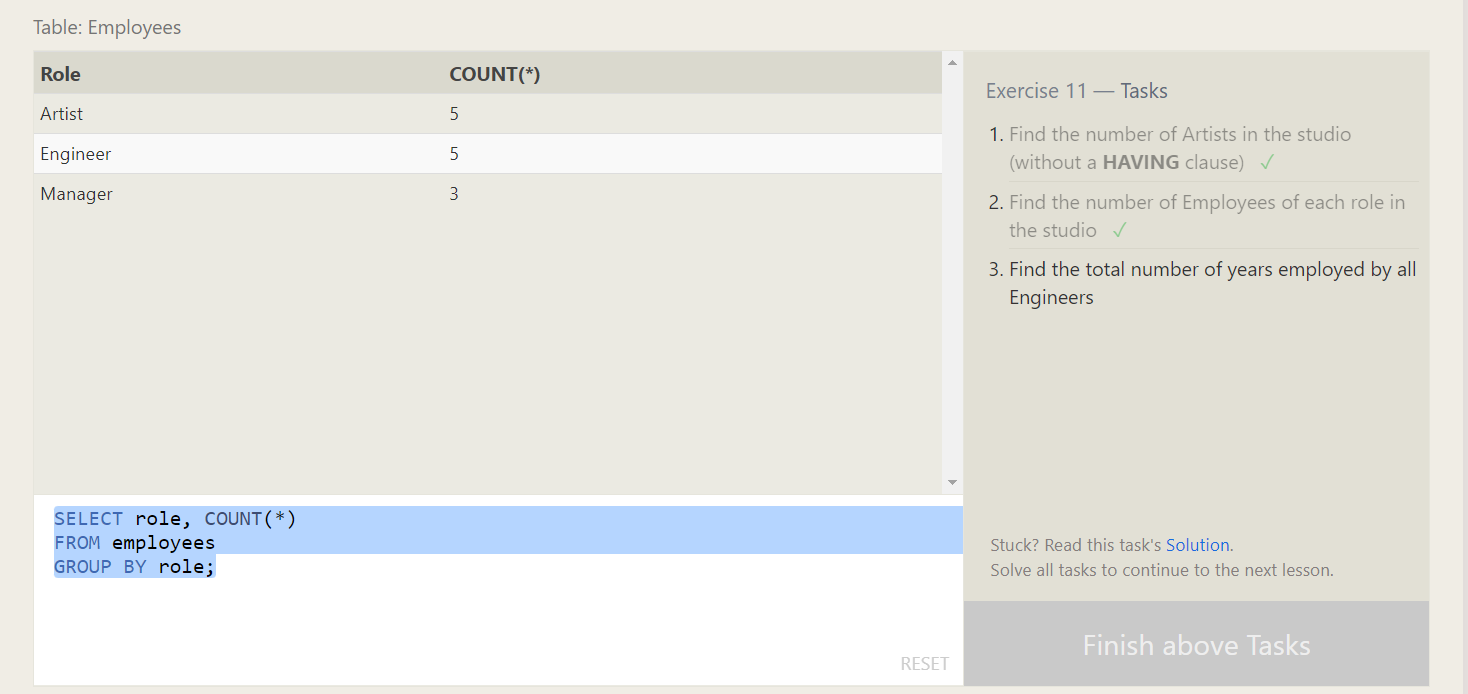 Table: Employees
Role COUNT(*)
Artist 5
Engineer 5
Manager 3
SELECT role, COUNT(*)
FROM employees
GROUP BY role;
RESET
Exercise 11 — Tasks
1. Find the number of Artists in the studio
(without a HAVING clause) ✓
2. Find the number of Employees of each role in
the studio ✓
3. Find the total number of years employed by all
Engineers
Stuck? Read this task's Solution.
Solve all tasks to continue to the next lesson.
Finish above Tasks